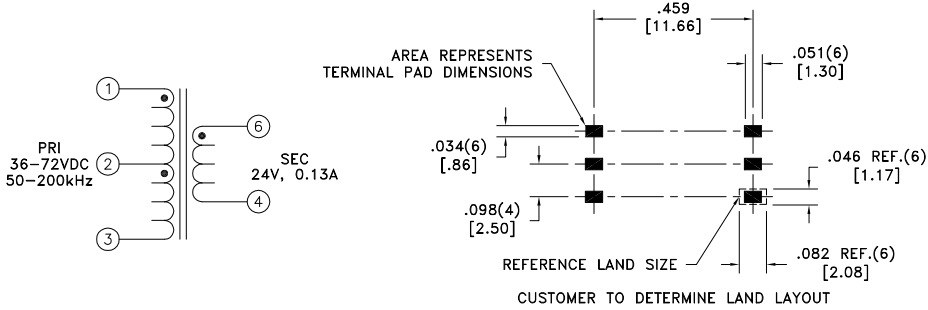 1
2
3
PRI
36-72VDC
50-200kHz
6
4
SEC
24V, 0.13A
.459
[11.66]
AREA REPRESENTS
TERMINAL PAD DIMENSIONS
.051(6)
[1.30]
.034(6)
[.86]
.046 REF.(6)
[1.17]
.098(4)
[2.50]
REFERENCE LAND SIZE
.082 REF.(6)
[2.08]
CUSTOMER TO DETERMINE LAND LAYOUT